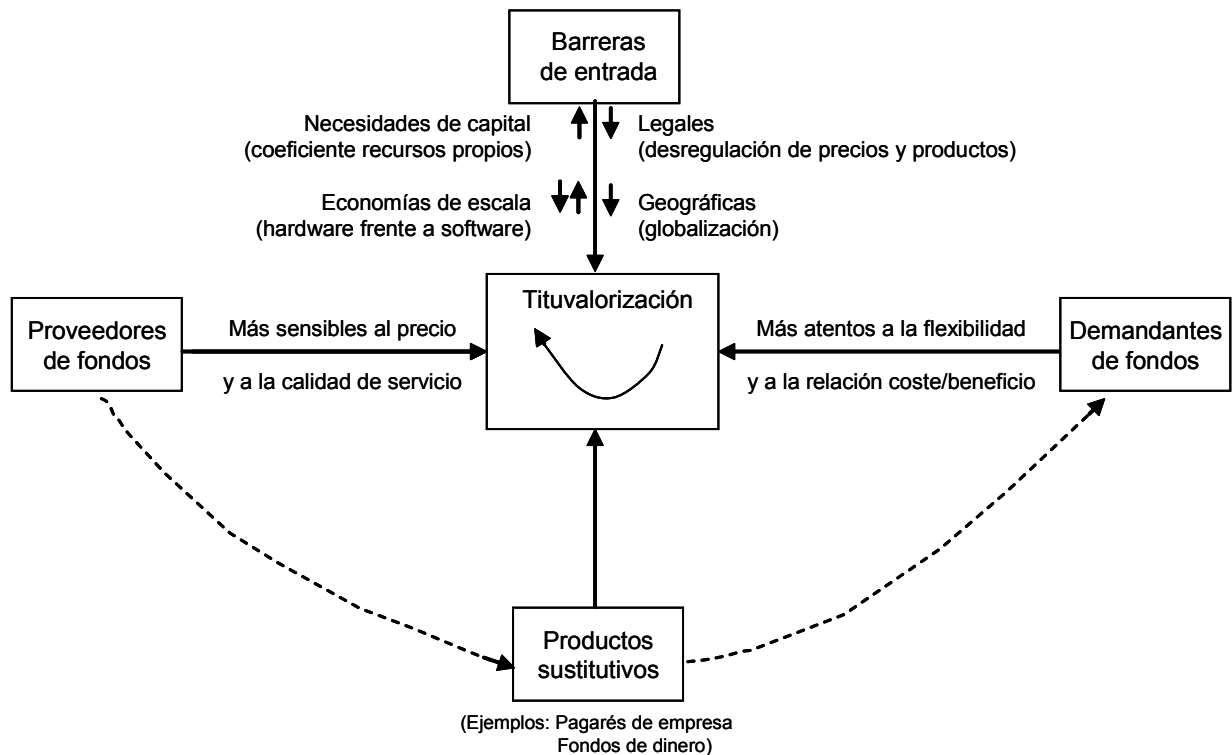 Barreras
de entrada
Necesidades de capital
(coeficiente recursos propios)
Legales
(desregulación de precios y productos)
Economías de escala
(hardware frente a software)
Geográficas
(globalización)
Tituvalorización
Proveedores
de fondos
Más sensibles al precio
y a la calidad de servicio
Más atentos a la flexibilidad
y a la relación coste/beneficio
Demandantes
de fondos
Productos
sustitutivos
(Ejemplos: Pagarés de empresa
Fondos de dinero)